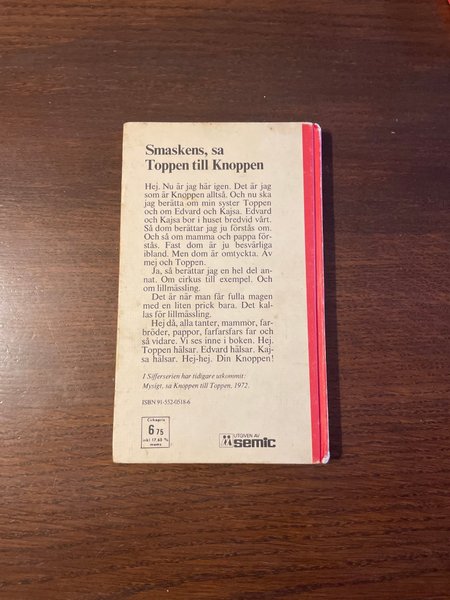 Smaskens, sa
Toppen till Knoppen
Hej. Nu är jag här igen. Det är jag
som är Knoppen alltså. Och nu ska
jag berätta om min syster Toppen
och om Edvard och Kajsa. Edvard
och Kajsa bor i huset bredvid vårt.
Så dom berättar jag ju förstås om.
Och så om mamma och pappa för-
stås. Fast dom är ju besvärliga
ibland. Men dom är omtyckta. Av
mej och Toppen.
Ja, så berättar jag en hel del an-
nat. Om cirkus till exempel. Och
om lillmässling.
Det är när man får fulla magen
med en liten prick bara. Det kal-
las för lillmässling.
Hej då, alla tanter, mammor, far-
bröder, pappor, farfarsfars far och
så vidare. Vi ses inne i boken. Hej.
Toppen hälsar. Edvard hälsar. Kaj-
sa hälsar. Hej-hej. Din Knoppen!
I Sifferserien har tidigare utkommit:
Mysigt, sa Knoppen till Toppen, 1972.
ISBN 91-552-0518-6
Cirkapris
6 75
inkl 17,65 %
moms
UTGIVEN AV
semic